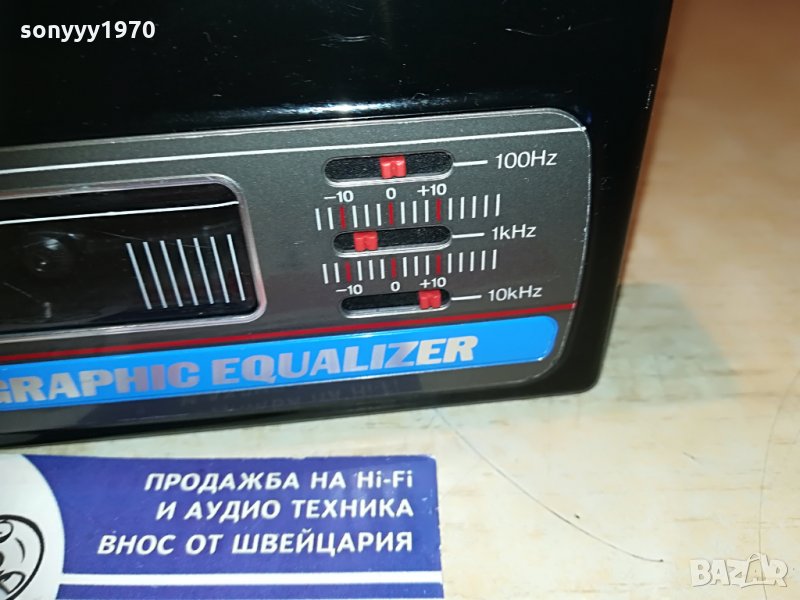 sonyyy1970
100Hz
-10 0 +10
1kHz
-10 0 +10
10kHz
GRAPHIC EQUALIZER
ПРОДАЖБА НА Hi-Fi
И АУДИО ТЕХНИКА
ВНОС ОТ ШВЕЙЦАРИЯ
BAZAR